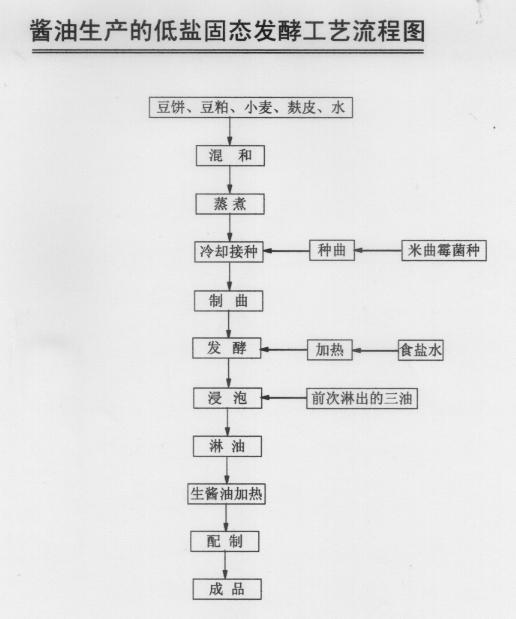 酱油生产的低盐固态发酵工艺流程图
豆饼、豆粕、小麦、麸皮、水
混 和
蒸煮
冷却接种 种曲 米曲霉菌种
制 曲
发 酵 加热 食盐水
浸 泡 前次淋出的三油
淋 油
生酱油加热
配 制
成 品